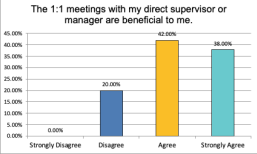 The 1:1 meetings with my direct supervisor or
manager are beneficial to me.
45.00%
40.00%
35.00%
30.00%
25.00%
20.00%
15.00%
10.00%
5.00%
0.00%
0.00%
20.00%
42.00%
38.00%
Strongly Disagree
Disagree
Agree
Strongly Agree